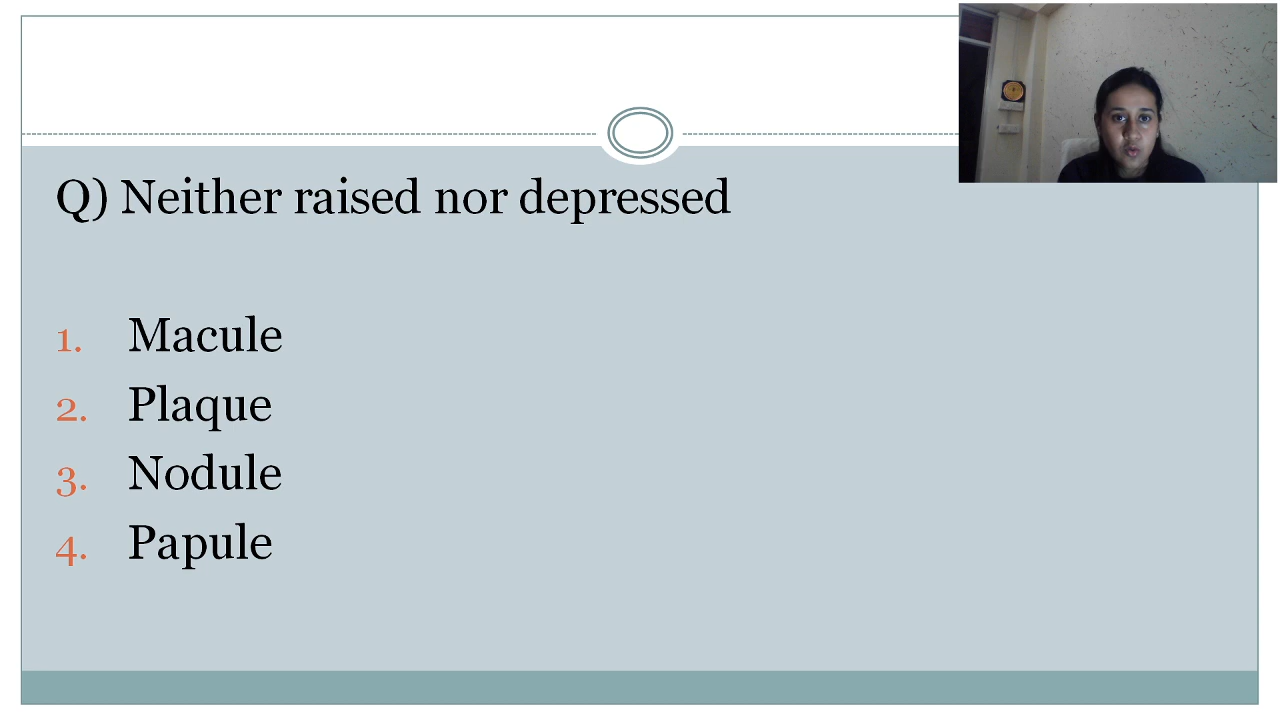 Q) Neither raised nor depressed
1. Macule
2. Plaque
3. Nodule
4. Papule